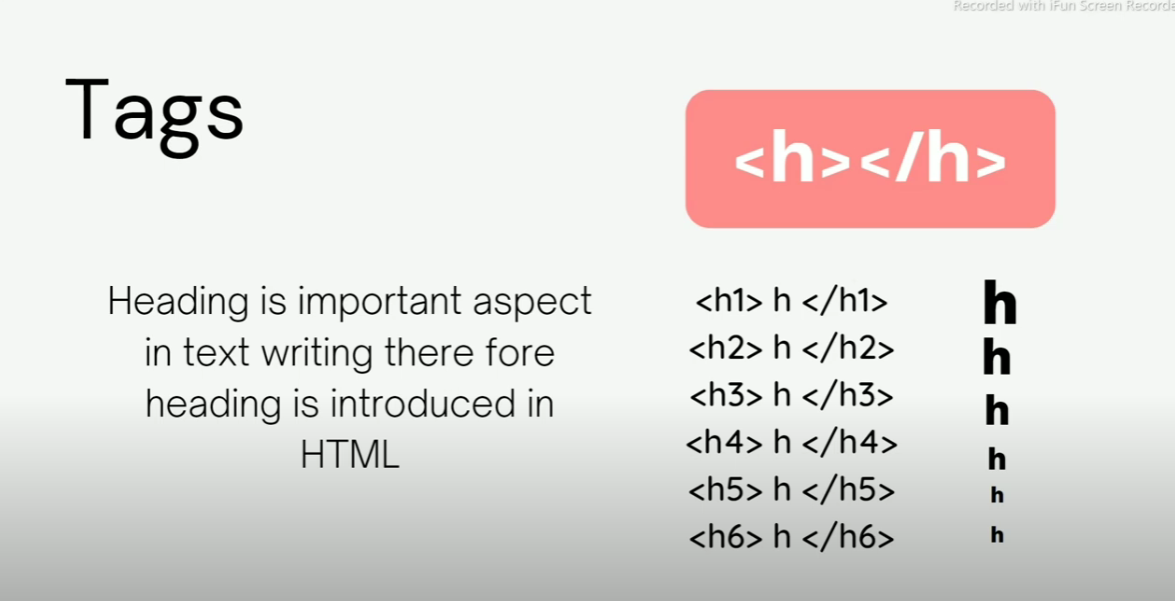 Recorded with iFun Screen Recorde
Tags
<h></h>
Heading is important aspect
in text writing there fore
heading is introduced in
HTML
<h1> h </h1>
<h2> h </h2>
<h3> h </h3>
<h4> h </h4>
<h5> h </h5>
<h6> h </h6>
h
h
h
h
h
h